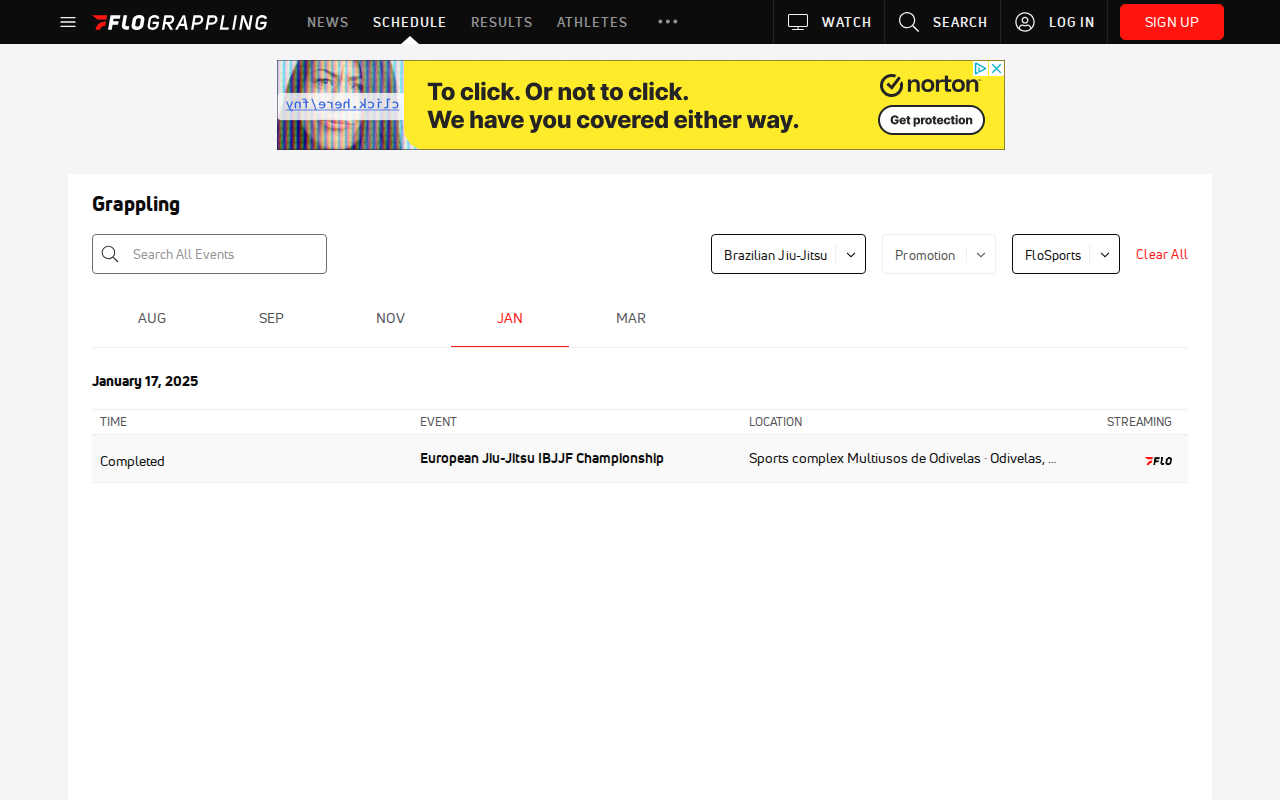 FLOGRAPPLING
NEWS
SCHEDULE
RESULTS
ATHLETES
WATCH
SEARCH
LOG IN
SIGN UP
click.here/fny
To click. Or not to click.
We have you covered either way.
norton
Get protection
Grappling
Search All Events
Brazilian Jiu-Jitsu
Promotion
FloSports
Clear All
AUG
SEP
NOV
JAN
MAR
January 17, 2025
TIME
EVENT
LOCATION
STREAMING
Completed
European Jiu-Jitsu IBJJF Championship
Sports complex Multiusos de Odivelas · Odivelas, ...
FLO